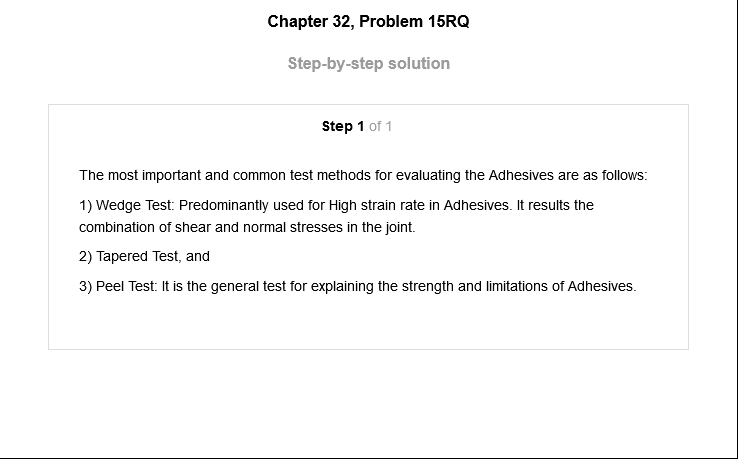 Chapter 32, Problem 15RQ
Step-by-step solution
Step 1 of 1
The most important and common test methods for evaluating the Adhesives are as follows:
1) Wedge Test: Predominantly used for High strain rate in Adhesives. It results the
combination of shear and normal stresses in the joint.
2) Tapered Test, and
3) Peel Test: It is the general test for explaining the strength and limitations of Adhesives.